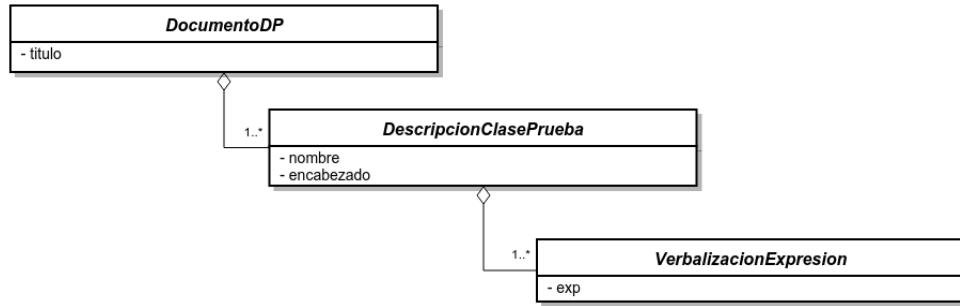 DocumentoDP
- titulo
1..*
DescripcionClasePrueba
- nombre
- encabezado
1..*
VerbalizacionExpresion
- exp